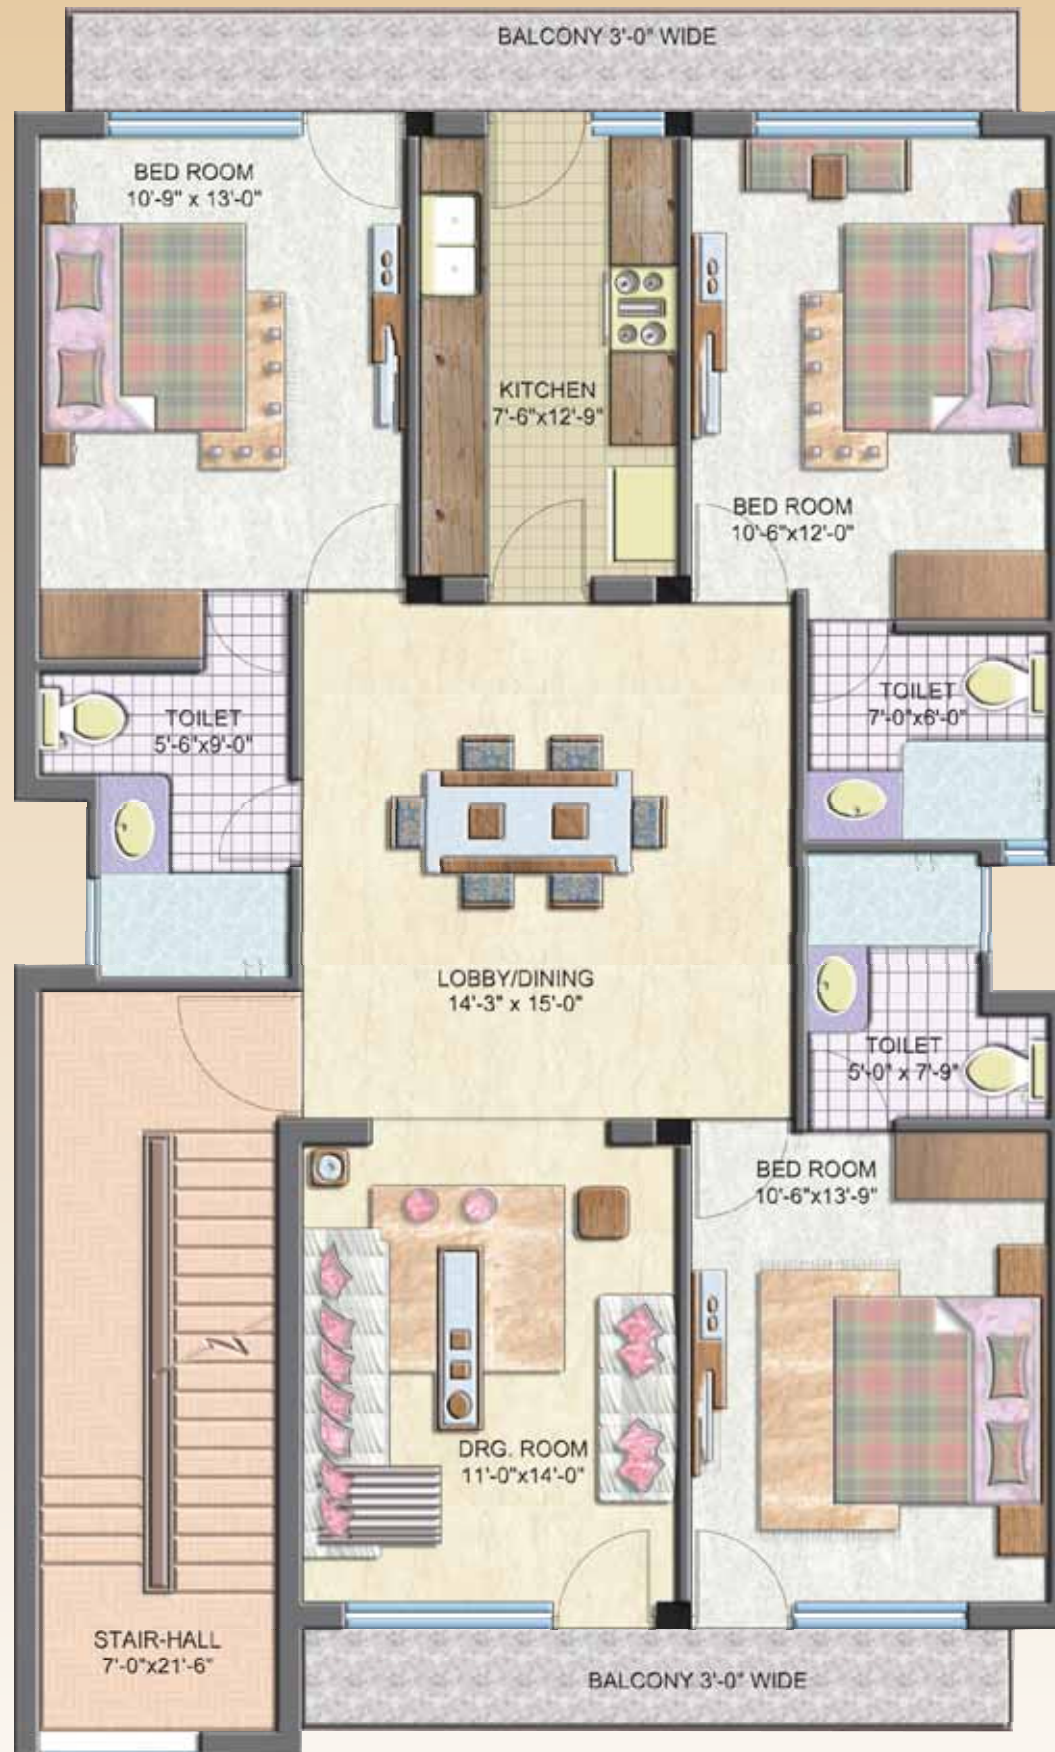 BALCONY 3'-0" WIDE
BED ROOM
10'-9" x 13'-0"
KITCHEN
7'-6"x12'-9"
BED ROOM
10'-6"x12'-0"
TOILET
5'-6"x9'-0"
TOILET
7'-0"x6'-0"
LOBBY/DINING
14'-3" x 15'-0"
TOILET
5'-0" x 7'-9"
BED ROOM
10'-6"x13'-9"
DRG. ROOM
11'-0"x14'-0"
STAIR-HALL
7'-0"x21'-6"
BALCONY 3'-0" WIDE